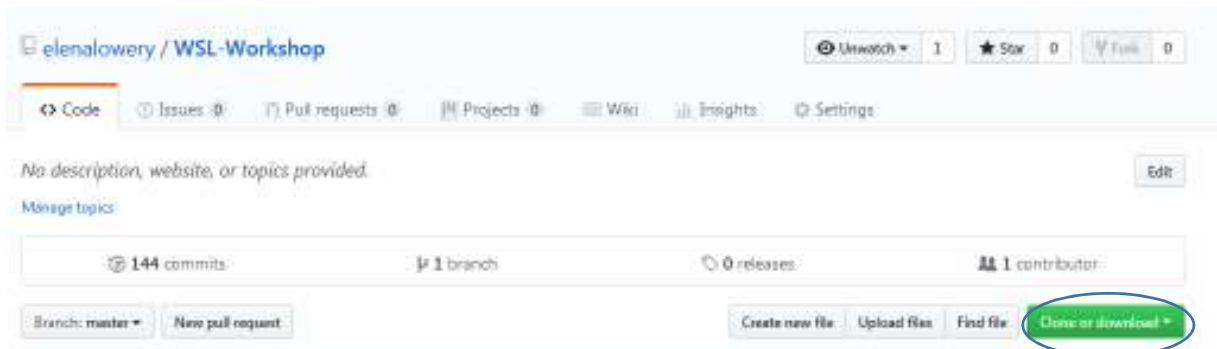 elenalowery / WSL-Workshop
Unwatch 1 Star 0 Fork 0
Code Issues 0 Pull requests 0 Projects 0 Wiki Insights Settings
No description, website, or topics provided.
Edit
Manage topics
144 commits 1 branch 0 releases 1 contributor
Branch: master New pull request Create new file Upload files Find file Clone or download